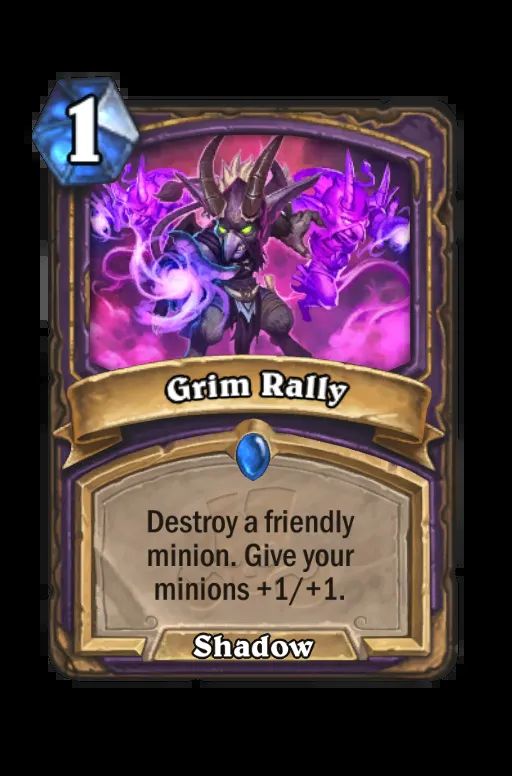 1
Grim Rally
Destroy a friendly
minion. Give your
minions +1/+1.
Shadow